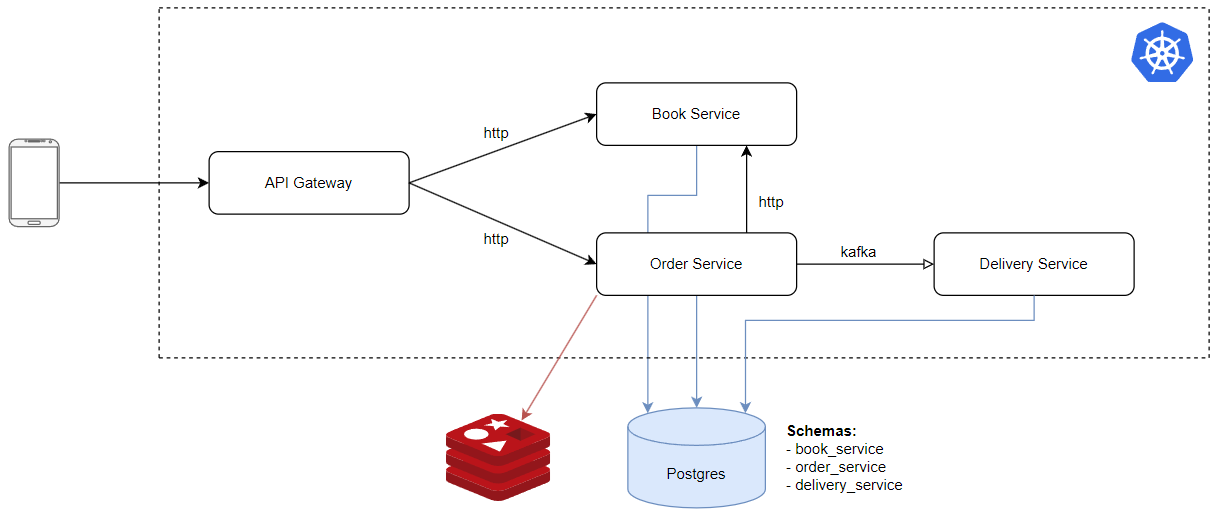 Book Service
http
API Gateway
http
http
Order Service
kafka
Delivery Service
Postgres
Schemas:
- book_service
- order_service
- delivery_service